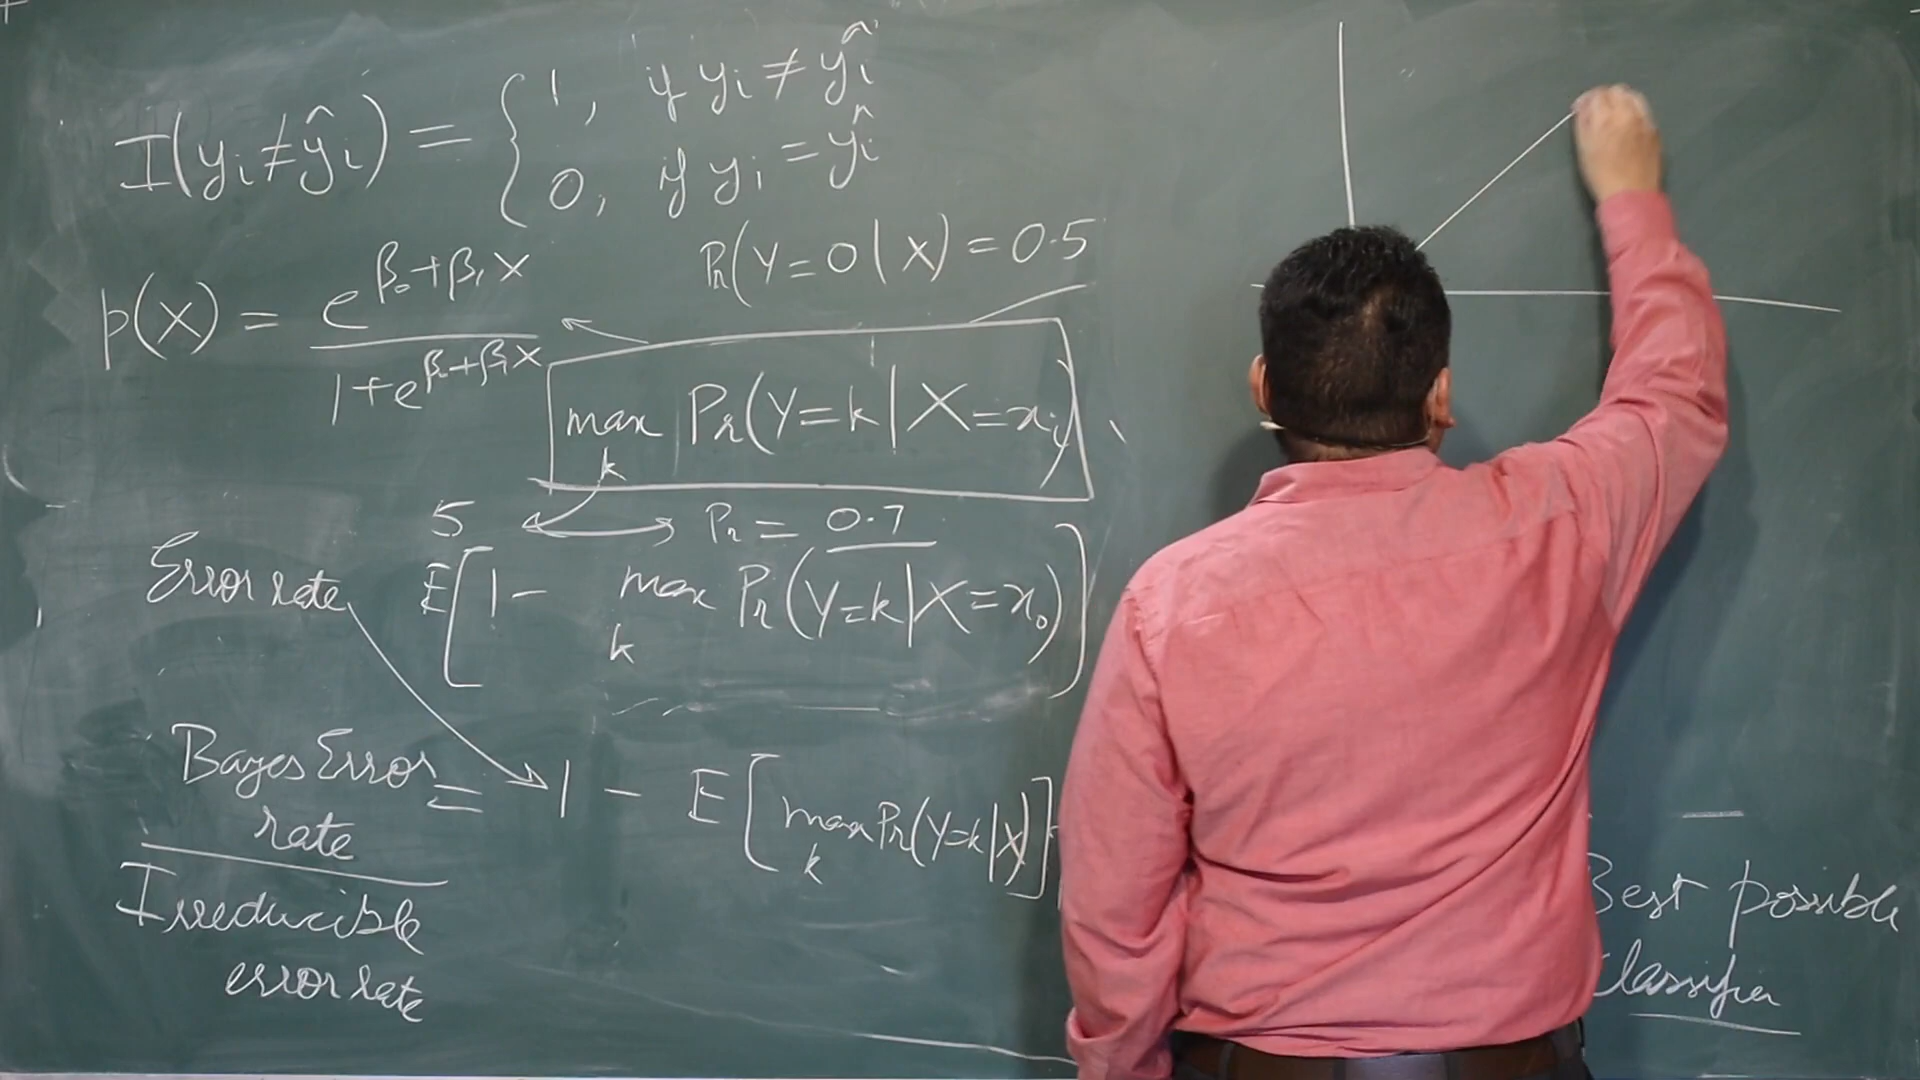 I(yᵢ≠ŷᵢ) = { 1, if yᵢ ≠ ŷᵢ
0, if yᵢ = ŷᵢ
Pr(Y=0|X) = 0.5
p(X) = e^(β₀+β₁X) / 1+e^(β₀+β₁X)
max k Pr(Y=k|X=xᵢ)
5 Pr = 0.7
Error rate E[1- max k Pr(Y=k|X=x₀)]
Bayes Error rate = 1 - E[max k Pr(Y=k|X)]
Irreducible
error rate
Best possible
classifier